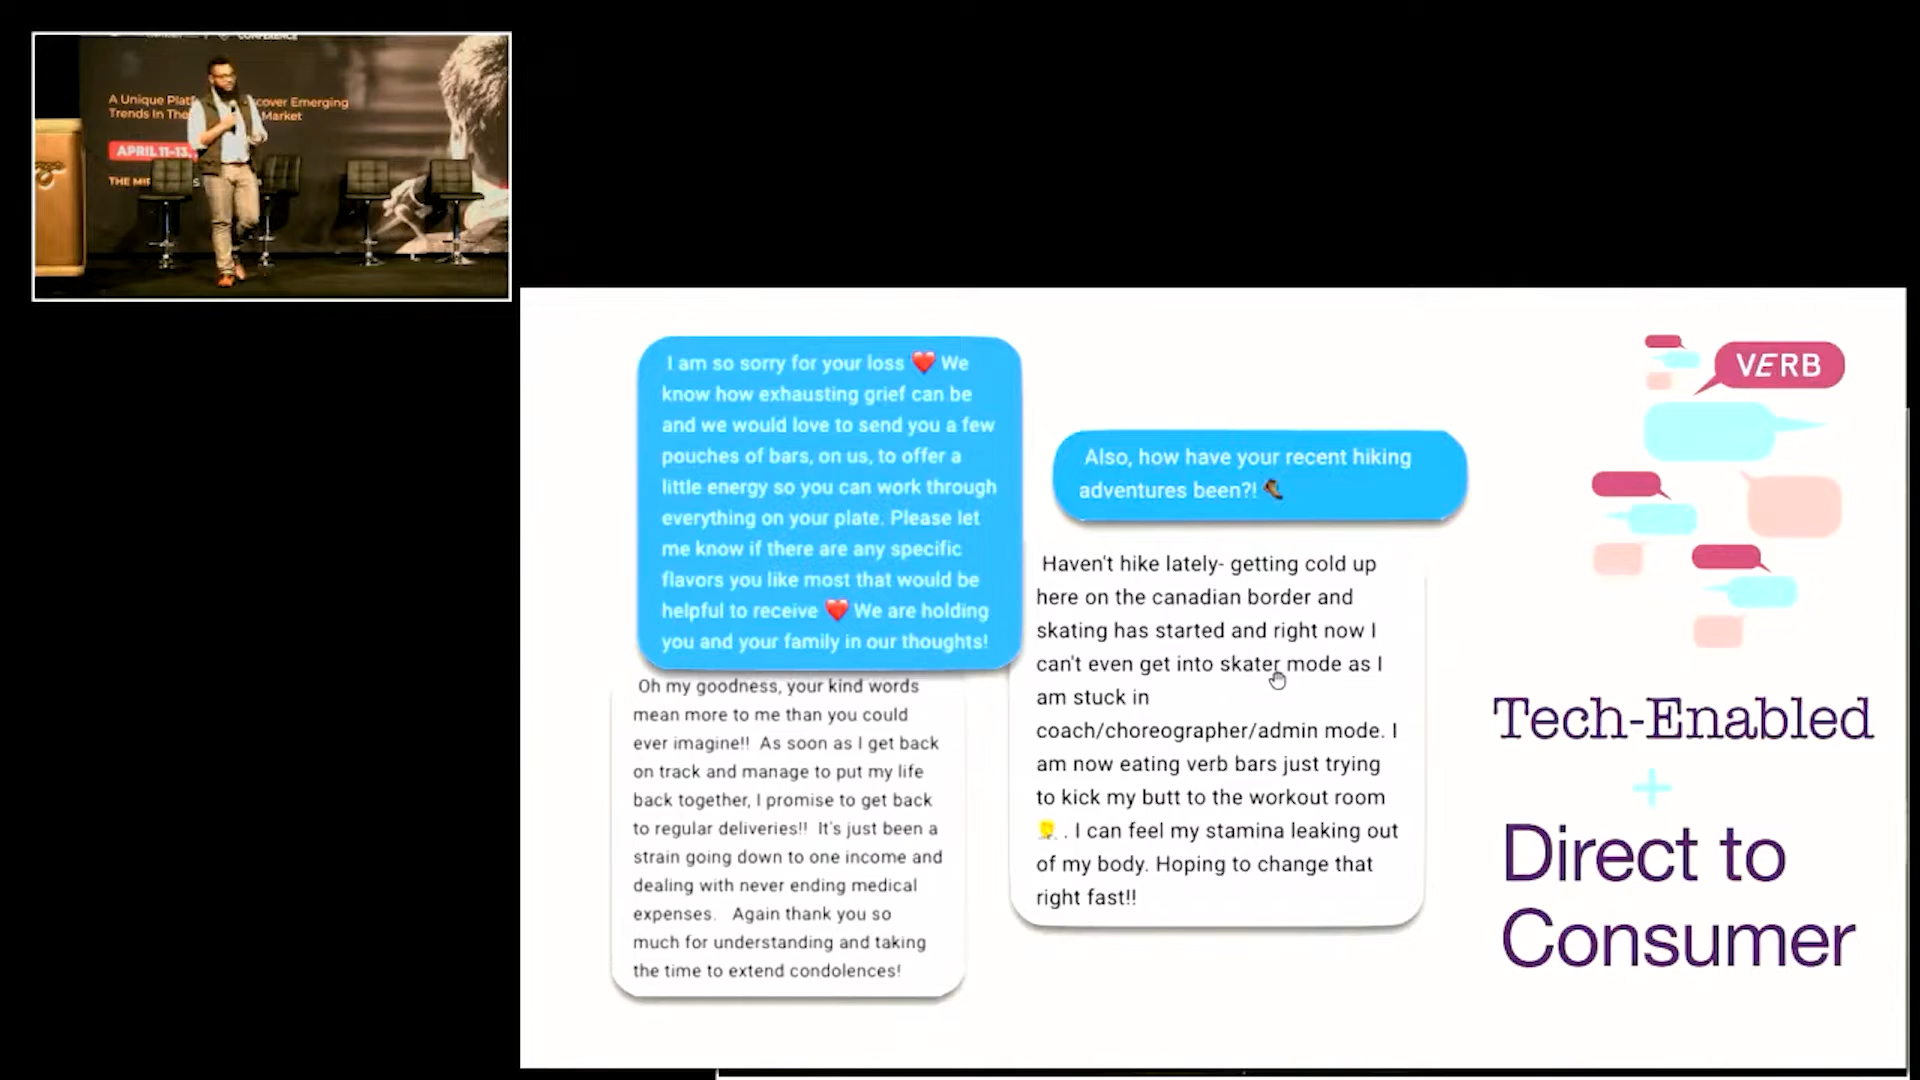 CONFERENCE
A Unique Platf cover Emerging
Trends In The Market
APRIL 11-13,
THE MI
I am so sorry for your loss ❤️ We
know how exhausting grief can be
and we would love to send you a few
pouches of bars, on us, to offer a
little energy so you can work through
everything on your plate. Please let
me know if there are any specific
flavors you like most that would be
helpful to receive ❤️ We are holding
you and your family in our thoughts!
Oh my goodness, your kind words
mean more to me than you could
ever imagine!! As soon as I get back
on track and manage to put my life
back together, I promise to get back
to regular deliveries!! It's just been a
strain going down to one income and
dealing with never ending medical
expenses. Again thank you so
much for understanding and taking
the time to extend condolences!
Also, how have your recent hiking
adventures been?! 🥾
Haven't hike lately- getting cold up
here on the canadian border and
skating has started and right now I
can't even get into skater mode as I
am stuck in
coach/choreographer/admin mode. I
am now eating verb bars just trying
to kick my butt to the workout room
🤦. I can feel my stamina leaking out
of my body. Hoping to change that
right fast!!
VERB
Tech-Enabled
+
Direct to
Consumer